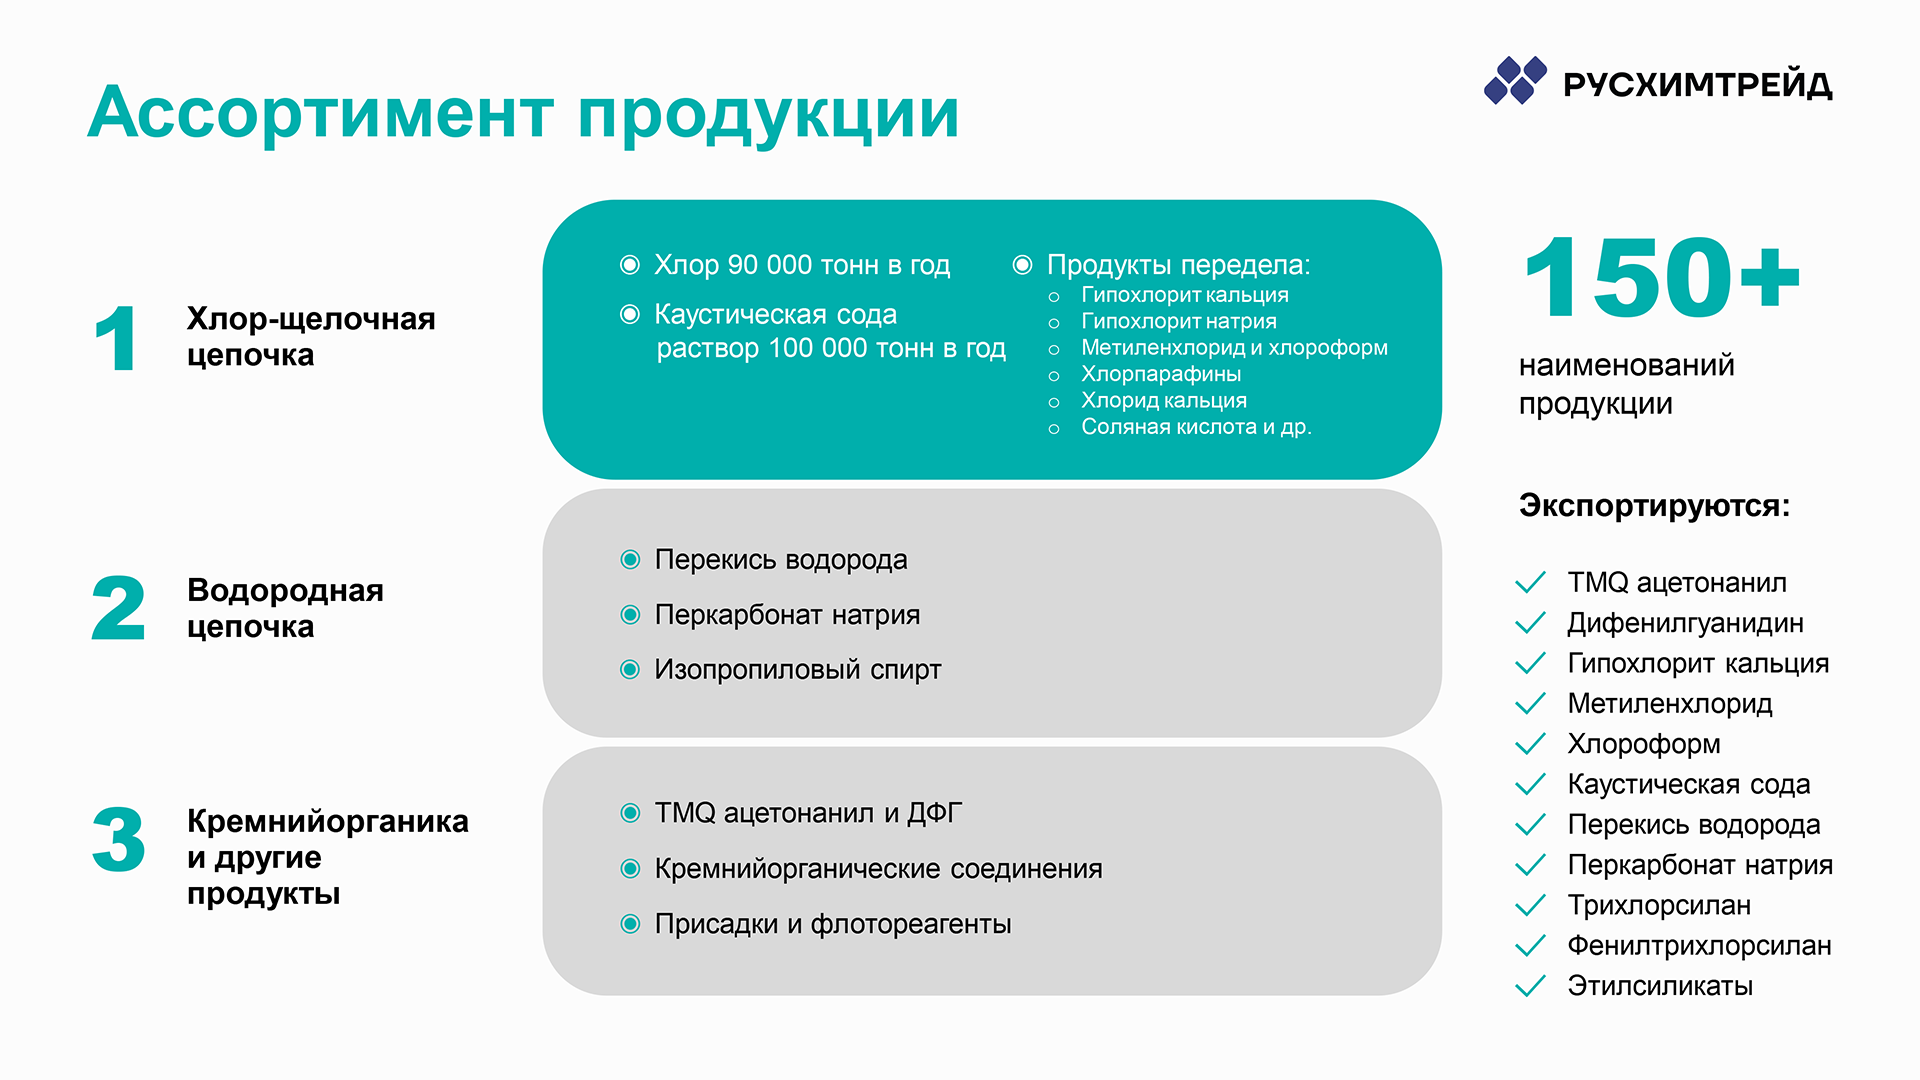 Ассортимент продукции
РУСХИМТРЕЙД
1
Хлор-щелочная
цепочка
Хлор 90 000 тонн в год
Каустическая сода
раствор 100 000 тонн в год
Продукты передела:
Гипохлорит кальция
Гипохлорит натрия
Метиленхлорид и хлороформ
Хлорпарафины
Хлорид кальция
Соляная кислота и др.
2
Водородная
цепочка
Перекись водорода
Перкарбонат натрия
Изопропиловый спирт
3
Кремнийорганика
и другие
продукты
TMQ ацетонанил и ДФГ
Кремнийорганические соединения
Присадки и флотореагенты
150+
наименований
продукции
Экспортируются:
TMQ ацетонанил
Дифенилгуанидин
Гипохлорит кальция
Метиленхлорид
Хлороформ
Каустическая сода
Перекись водорода
Перкарбонат натрия
Трихлорсилан
Фенилтрихлорсилан
Этилсиликаты